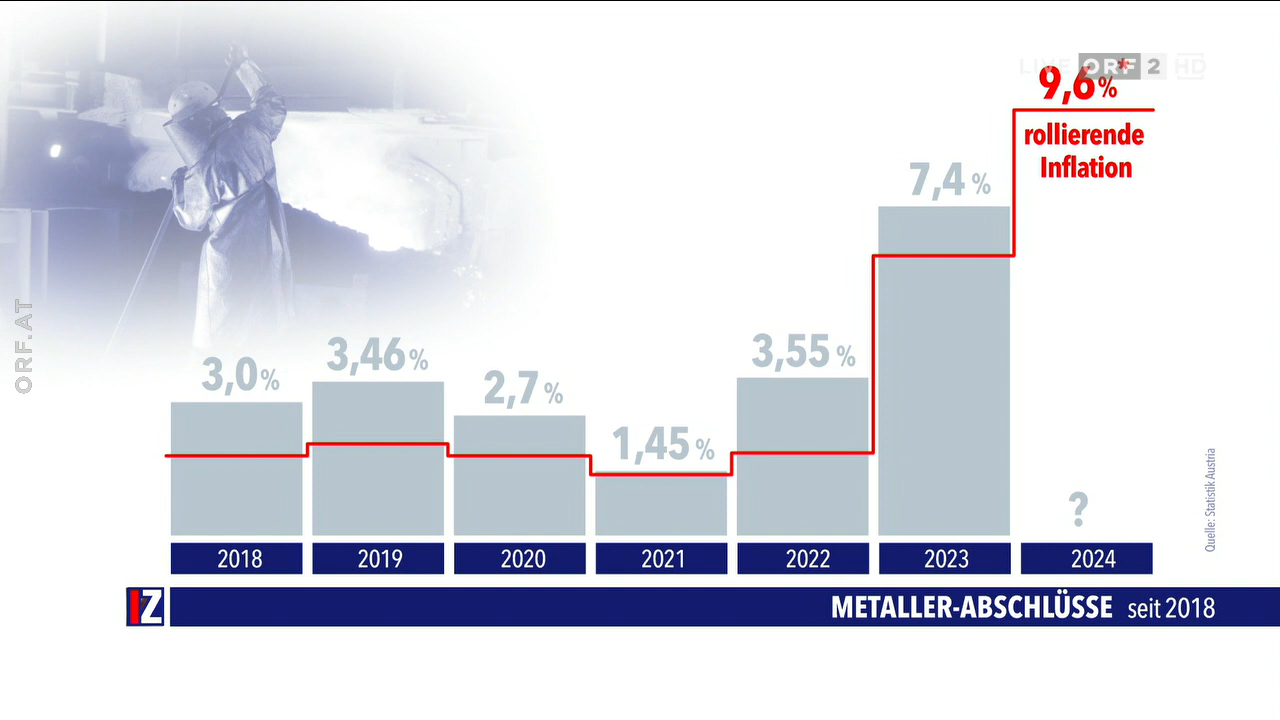 LIVE ORF 2 HD
9,6%*
rollierende
Inflation
7,4 %
3,55 %
3,46 %
3,0 %
2,7 %
1,45 %
?
ORF.AT
Quelle: Statistik Austria
2018 2019 2020 2021 2022 2023 2024
IZ METALLER-ABSCHLÜSSE seit 2018